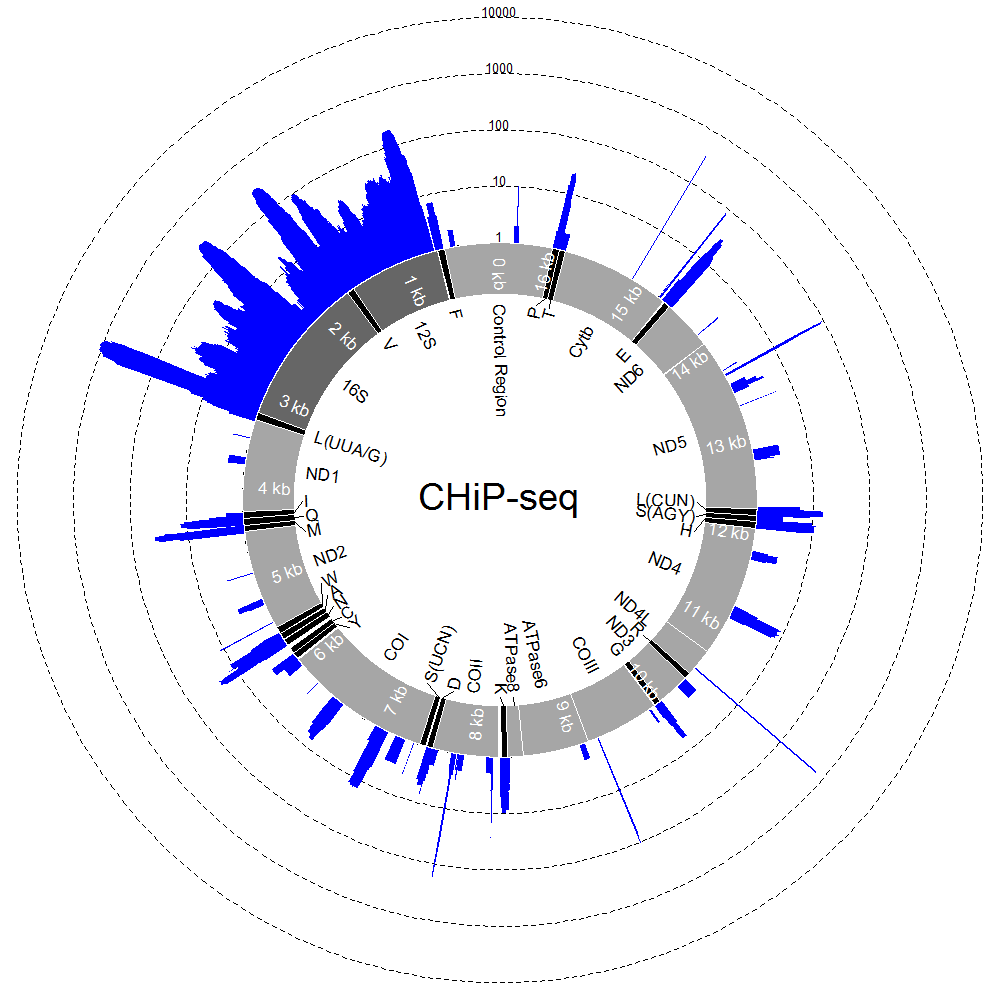 10000
1000
100
10
1
0 kb
16 kb
15 kb
14 kb
13 kb
12 kb
11 kb
9 kb
8 kb
7 kb
6 kb
5 kb
4 kb
3 kb
2 kb
1 kb
Control Region
P
T
Cytb
E
ND6
ND5
L(CUN)
S(AGY)
H
ND4
ND4L
R
ND3
G
COIII
ATPase6
ATPase8
K
COII
D
S(UCN)
COI
Y
C
N
A
W
ND2
M
Q
I
ND1
L(UUA/G)
16S
V
12S
F
CHiP-seq